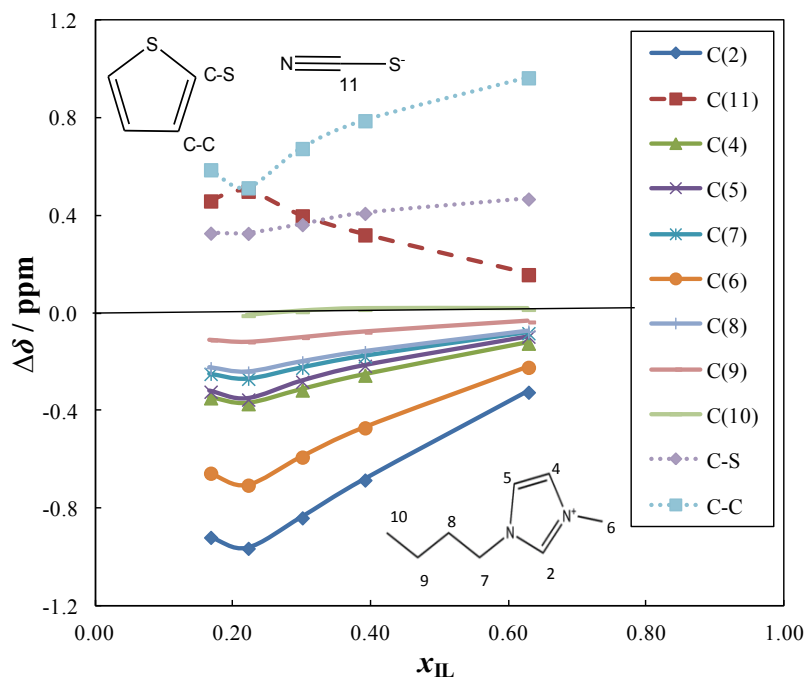 1.2
0.8
0.4
0.0
-0.4
-0.8
-1.2
Δδ / ppm
0.00
0.20
0.40
0.60
0.80
1.00
x_IL
S
C-S
C-C
N
S⁻
11
C(2)
C(11)
C(4)
C(5)
C(7)
C(6)
C(8)
C(9)
C(10)
C-S
C-C
5
4
10
8
N
N⁺
6
9
7
2